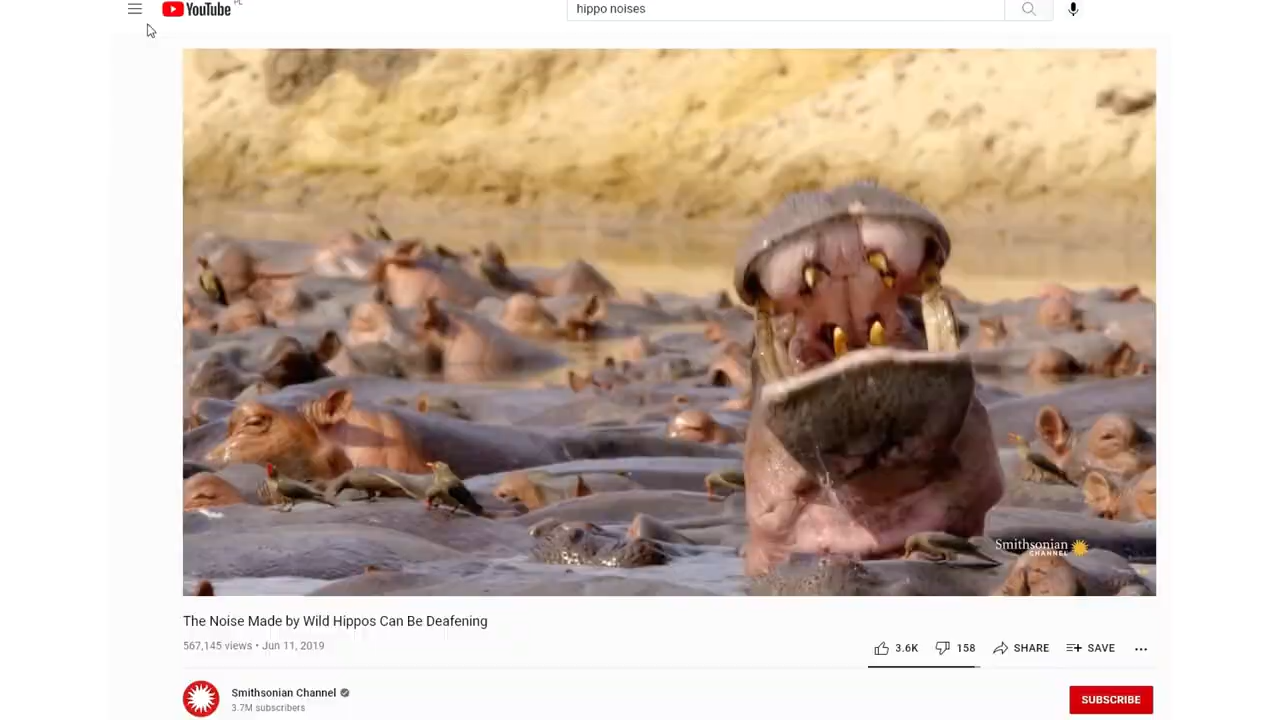 YouTube PL
hippo noises
Smithsonian
CHANNEL
The Noise Made by Wild Hippos Can Be Deafening
567,145 views • Jun 11, 2019
3.6K 158 SHARE SAVE
Smithsonian Channel
3.7M subscribers
SUBSCRIBE